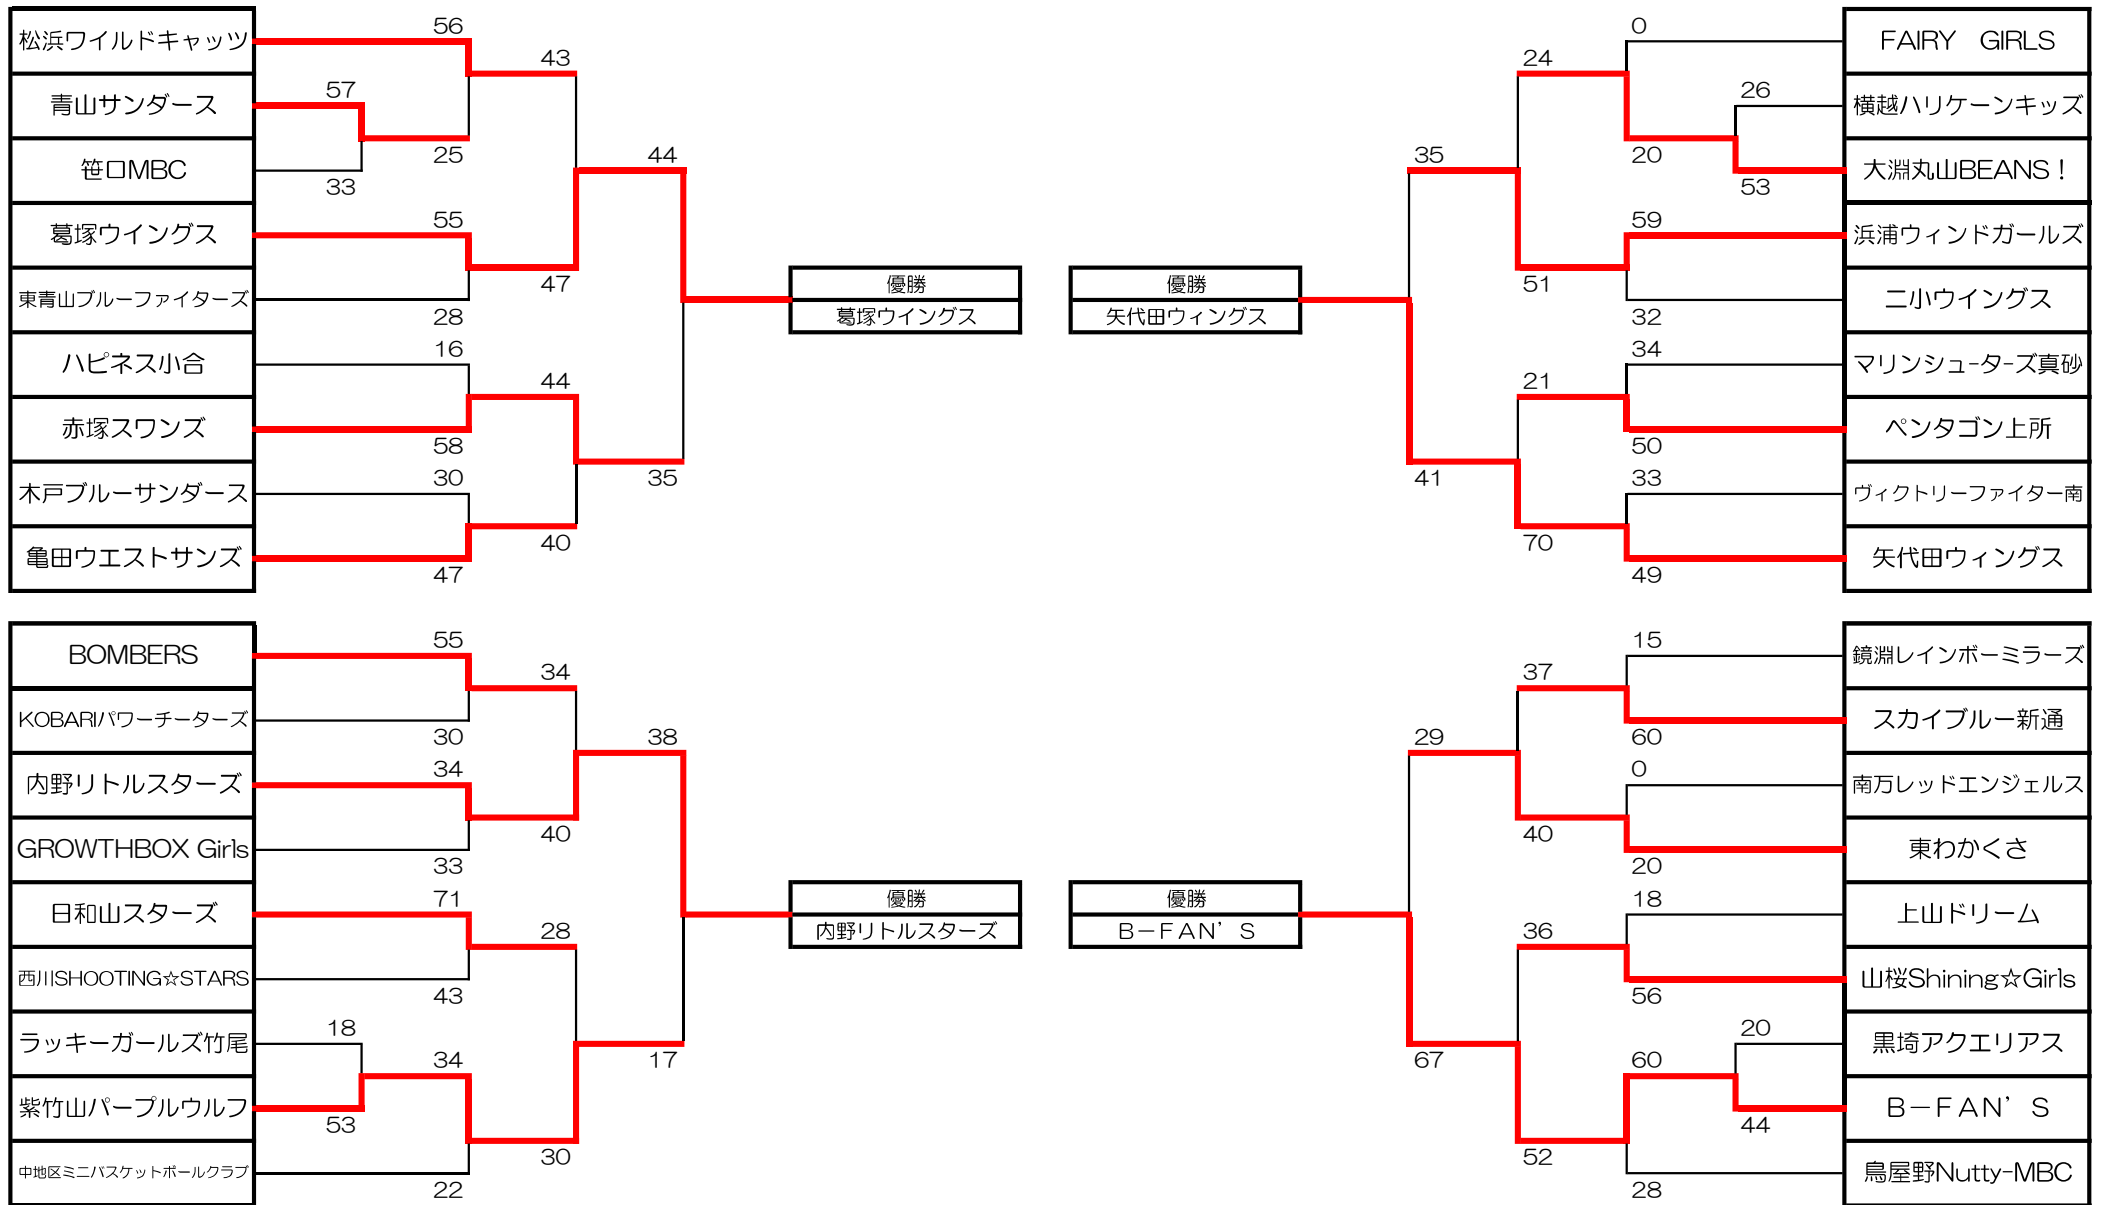 松浜ワイルドキャッツ
青山サンダース
笹口MBC
葛塚ウイングス
東青山ブルーファイターズ
ハピネス小合
赤塚スワンズ
木戸ブルーサンダース
亀田ウエストサンズ
56
57
33
25
55
28
16
58
30
47
43
47
44
40
44
35
優勝
葛塚ウイングス
優勝
矢代田ウィングス
35
41
24
51
21
70
0
26
53
20
59
32
34
50
33
49
FAIRY　GIRLS
横越ハリケーンキッズ
大淵丸山BEANS！
浜浦ウィンドガールズ
二小ウイングス
マリンシュ-タ-ズ真砂
ペンタゴン上所
ヴィクトリーファイター南
矢代田ウィングス
BOMBERS
KOBARIパワーチーターズ
内野リトルスターズ
GROWTHBOX Girls
日和山スターズ
西川SHOOTING☆STARS
ラッキーガールズ竹尾
紫竹山パープルウルフ
中地区ミニバスケットボールクラブ
55
30
34
33
71
43
18
53
34
22
34
40
28
30
38
17
優勝
内野リトルスターズ
優勝
Ｂ－ＦＡＮ’Ｓ
29
67
37
40
36
52
15
60
0
20
18
56
20
44
60
28
鏡淵レインボーミラーズ
スカイブルー新通
南万レッドエンジェルス
東わかくさ
上山ドリーム
山桜Shining☆Girls
黒埼アクエリアス
Ｂ－ＦＡＮ’Ｓ
鳥屋野Nutty-MBC